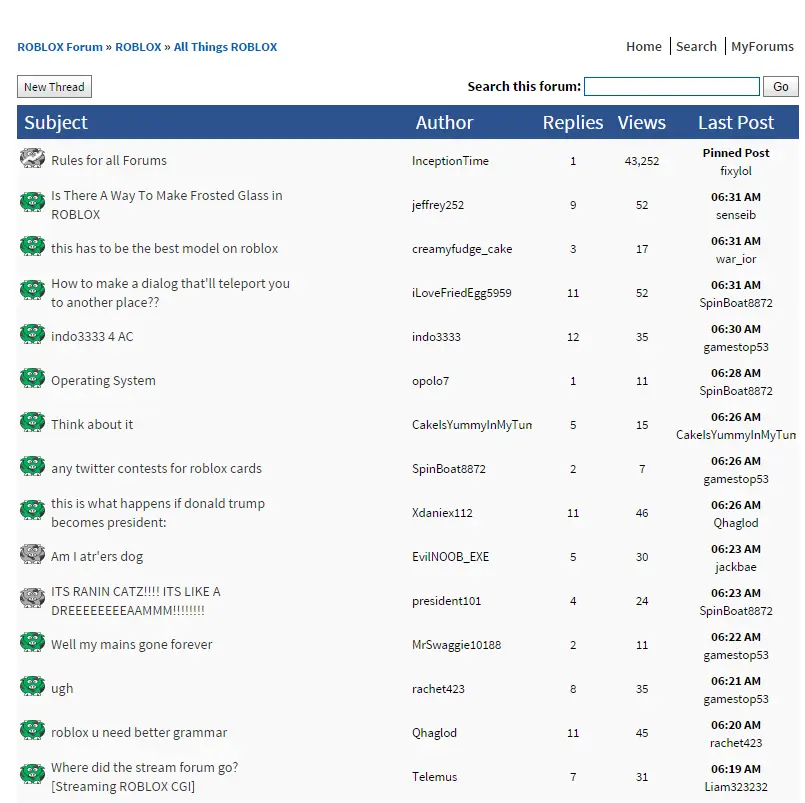 ROBLOX Forum » ROBLOX » All Things ROBLOX
Home Search MyForums
New Thread
Search this forum: Go
Subject Author Replies Views Last Post
Rules for all Forums InceptionTime 1 43,252 Pinned Post
fixylol
Is There A Way To Make Frosted Glass in
ROBLOX jeffrey252 9 52 06:31 AM
senseib
this has to be the best model on roblox creamyfudge_cake 3 17 06:31 AM
war_ior
How to make a dialog that'll teleport you
to another place?? iLoveFriedEgg5959 11 52 06:31 AM
SpinBoat8872
indo3333 4 AC indo3333 12 35 06:30 AM
gamestop53
Operating System opolo7 1 11 06:28 AM
SpinBoat8872
Think about it CakeIsYummyInMyTum 5 15 06:26 AM
CakeIsYummyInMyTum
any twitter contests for roblox cards SpinBoat8872 2 7 06:26 AM
gamestop53
this is what happens if donald trump
becomes president: Xdaniex112 11 46 06:26 AM
Qhaglod
Am I atr'ers dog EvilNOOB_EXE 5 30 06:23 AM
jackbae
ITS RANIN CATZ!!!! ITS LIKE A
DREEEEEEEEAAMMM!!!!!!!! president101 4 24 06:23 AM
SpinBoat8872
Well my mains gone forever MrSwaggie10188 2 11 06:22 AM
gamestop53
ugh rachet423 8 35 06:21 AM
gamestop53
roblox u need better grammar Qhaglod 11 45 06:20 AM
rachet423
Where did the stream forum go?
[Streaming ROBLOX CGI] Telemus 7 31 06:19 AM
Liam323232